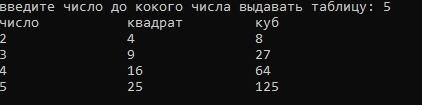 введите число до кокого числа выдавать таблицу: 5
число квадрат куб
2 4 8
3 9 27
4 16 64
5 25 125